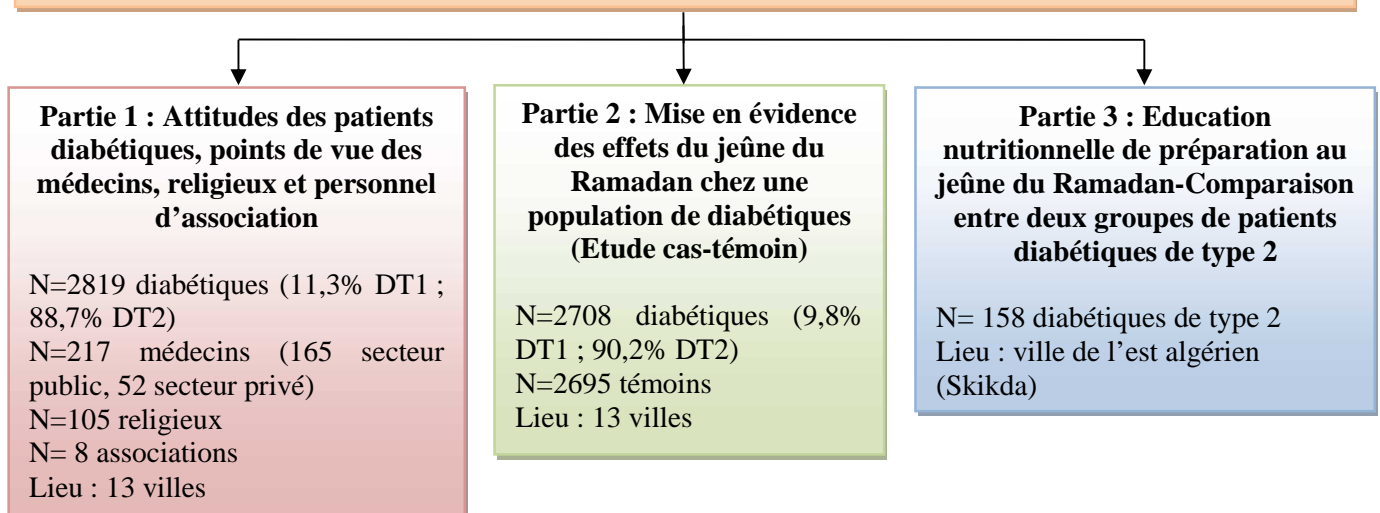 Partie 1 : Attitudes des patients
diabétiques, points de vue des
médecins, religieux et personnel
d’association
N=2819 diabétiques (11,3% DT1 ;
88,7% DT2)
N=217 médecins (165 secteur
public, 52 secteur privé)
N=105 religieux
N= 8 associations
Lieu : 13 villes
Partie 2 : Mise en évidence
des effets du jeûne du
Ramadan chez une
population de diabétiques
(Etude cas-témoin)
N=2708 diabétiques (9,8%
DT1 ; 90,2% DT2)
N=2695 témoins
Lieu : 13 villes
Partie 3 : Education
nutritionnelle de préparation au
jeûne du Ramadan-Comparaison
entre deux groupes de patients
diabétiques de type 2
N= 158 diabétiques de type 2
Lieu : ville de l’est algérien
(Skikda)